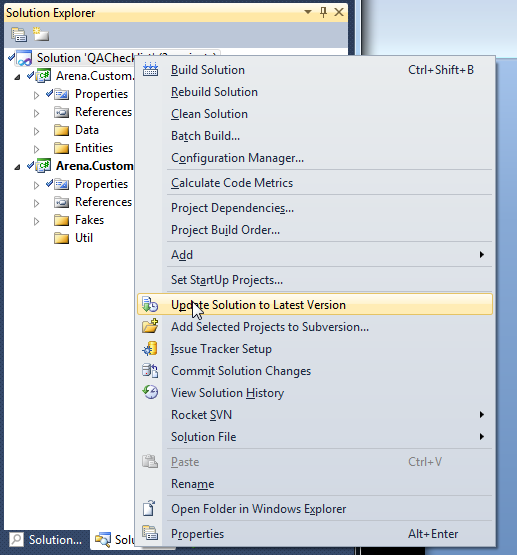 Solution Explorer
Solution 'QAChecklist' (2 projects)
Arena.Custom.
Properties
References
Data
Entities
Arena.Custom
Properties
References
Fakes
Util
Build Solution Ctrl+Shift+B
Rebuild Solution
Clean Solution
Batch Build...
Configuration Manager...
Calculate Code Metrics
Project Dependencies...
Project Build Order...
Add
Set StartUp Projects...
Update Solution to Latest Version
Add Selected Projects to Subversion...
Issue Tracker Setup
Commit Solution Changes
View Solution History
Rocket SVN
Solution File
Paste Ctrl+V
Rename
Open Folder in Windows Explorer
Properties Alt+Enter
Solution... Solu